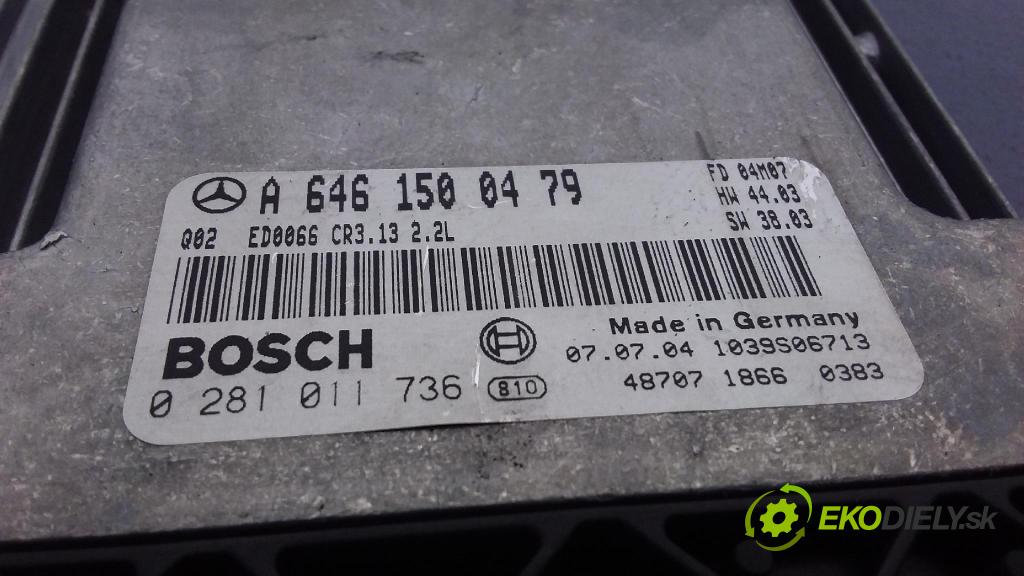 A 646 150 04 79
FD 04M07
HW 44.03
SW 38.03
Q02 ED0066 CR3.13 2.2L
BOSCH
Made in Germany
07.07.04 1039S06713
0 281 011 736 810
48707 1866 0383
EKODIELY.sk